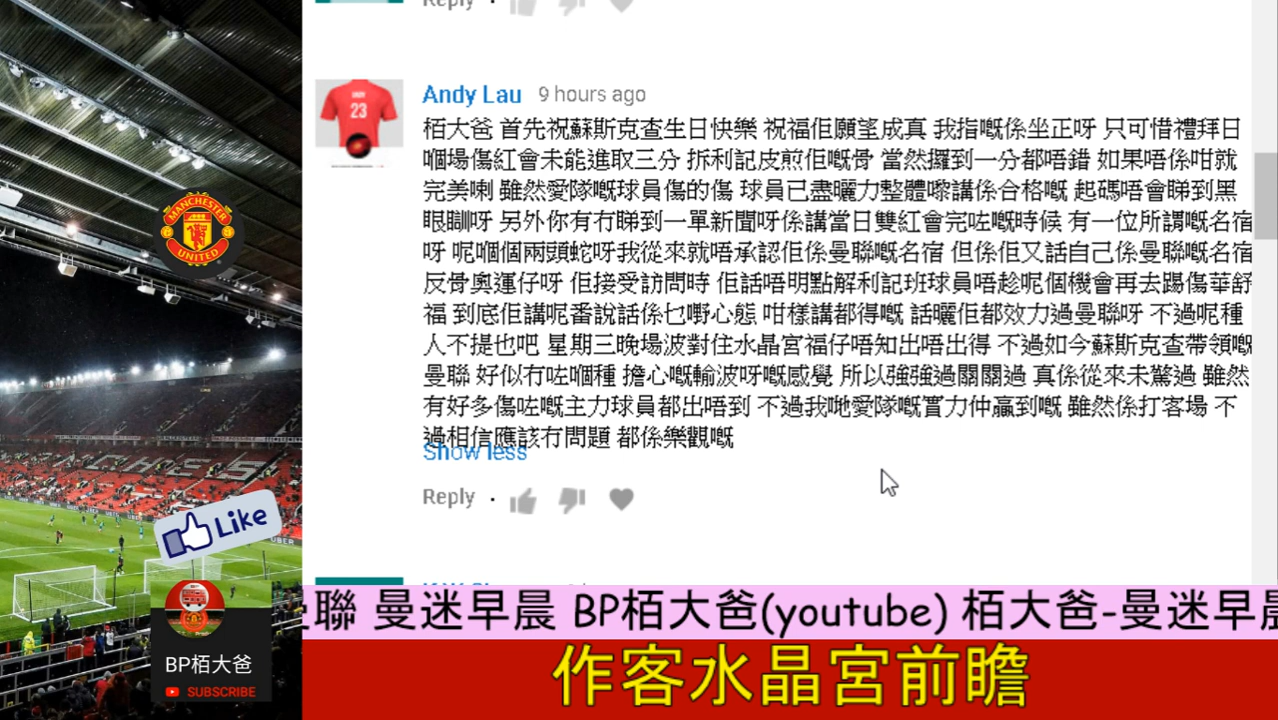 Reply
Andy Lau 9 hours ago
栢大爸 首先祝蘇斯克查生日快樂 祝福佢願望成真 我指嘅係坐正呀 只可惜禮拜日
嗰場傷紅會未能進取三分 拆利記皮煎佢嘅骨 當然攞到一分都唔錯 如果唔係咁就
完美喇 雖然愛隊嘅球員傷的傷 球員已盡曬力整體嚟講係合格嘅 起碼唔會睇到黑
眼瞓呀 另外你有冇睇到一單新聞呀係講當日雙紅會完咗嘅時候 有一位所謂嘅名宿
呀 呢嗰個兩頭蛇呀我從來就唔承認佢係曼聯嘅名宿 但係佢又話自己係曼聯嘅名宿
反骨奧運仔呀 佢接受訪問時 佢話唔明點解利記班球員唔趁呢個機會再去踢傷華舒
福 到底佢講呢番說話係乜嘢心態 咁樣講都得嘅 話曬佢都效力過曼聯呀 不過呢種
人不提也吧 星期三晚場波對住水晶宮福仔唔知出唔出得 不過如今蘇斯克查帶領嘅
曼聯 好似冇咗嗰種 擔心嘅輸波呀嘅感覺 所以強強過關關過 真係從來未驚過 雖然
有好多傷咗嘅主力球員都出唔到 不過我哋愛隊嘅實力仲贏到嘅 雖然係打客場 不
過相信應該冇問題 都係樂觀嘅
Show less
Reply
MANCHESTER
UNITED
Like
BP栢大爸
SUBSCRIBE
聯 曼迷早晨 BP栢大爸(youtube) 栢大爸-曼迷早晨
作客水晶宮前瞻